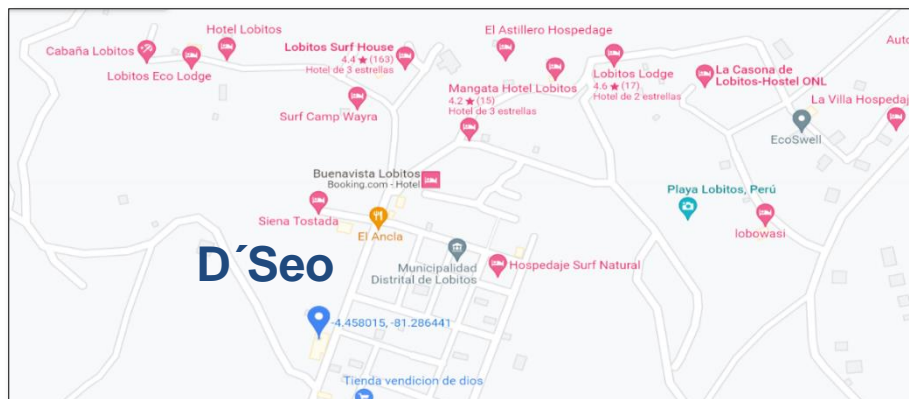 Hotel Lobitos
El Astillero Hospedage
Auto
Cabaña Lobitos
Lobitos Surf House
4.4 ★ (163)
Hotel de 3 estrellas
Lobitos Eco Lodge
Lobitos Lodge
4.6 ★ (17)
Hotel de 2 estrellas
La Casona de
Lobitos-Hostel ONL
Mangata Hotel Lobitos
4.2 ★ (15)
Hotel de 3 estrellas
La Villa Hospedaj
Surf Camp Wayra
EcoSwell
Buenavista Lobitos
Booking.com - Hotel
Playa Lobitos, Perú
Siena Tostada
El Ancla
lobowasi
D´Seo
Municipalidad
Distrital de Lobitos
Hospedaje Surf Natural
-4.458015, -81.286441
Tienda vendicion de dios